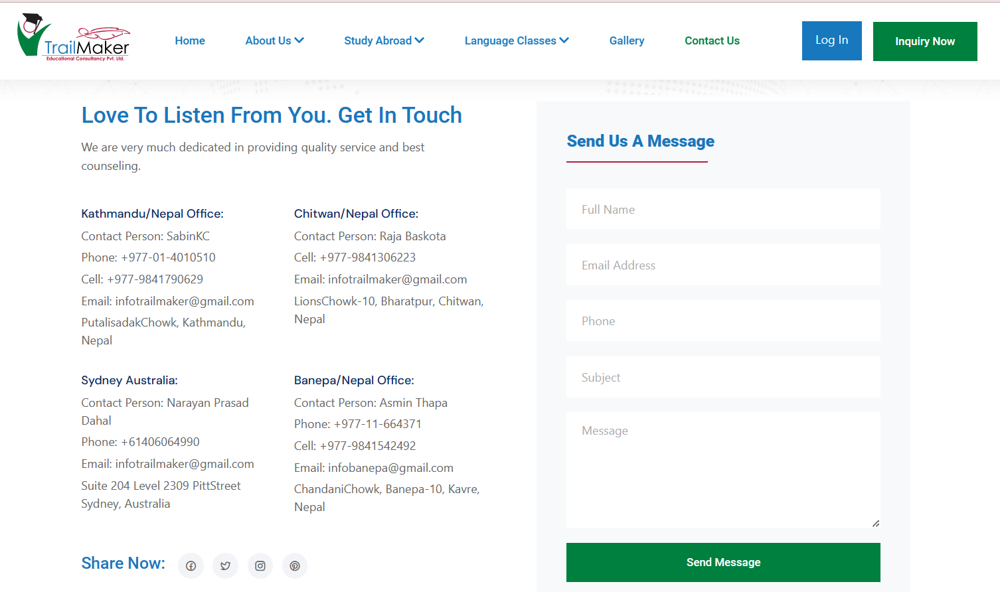 TrailMaker
Educational Consultancy Pvt. Ltd.
Home
About Us
Study Abroad
Language Classes
Gallery
Contact Us
Log In
Inquiry Now
Love To Listen From You. Get In Touch
We are very much dedicated in providing quality service and best
counseling.
Kathmandu/Nepal Office:
Contact Person: SabinKC
Phone: +977-01-4010510
Cell: +977-9841790629
Email: infotrailmaker@gmail.com
PutalisadakChowk, Kathmandu,
Nepal
Chitwan/Nepal Office:
Contact Person: Raja Baskota
Cell: +977-9841306223
Email: infotrailmaker@gmail.com
LionsChowk-10, Bharatpur, Chitwan,
Nepal
Sydney Australia:
Contact Person: Narayan Prasad
Dahal
Phone: +61406064990
Email: infotrailmaker@gmail.com
Suite 204 Level 2309 PittStreet
Sydney, Australia
Banepa/Nepal Office:
Contact Person: Asmin Thapa
Phone: +977-11-664371
Cell: +977-9841542492
Email: infobanepa@gmail.com
ChandaniChowk, Banepa-10, Kavre,
Nepal
Share Now:
Send Us A Message
Full Name
Email Address
Phone
Subject
Message
Send Message